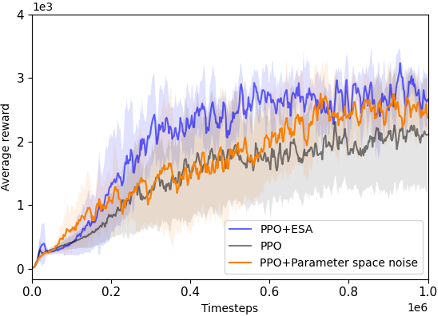 1e3
4
3
2
1
0
Average reward
PPO+ESA
PPO
PPO+Parameter space noise
0.0 0.2 0.4 0.6 0.8 1.0
Timesteps
1e6